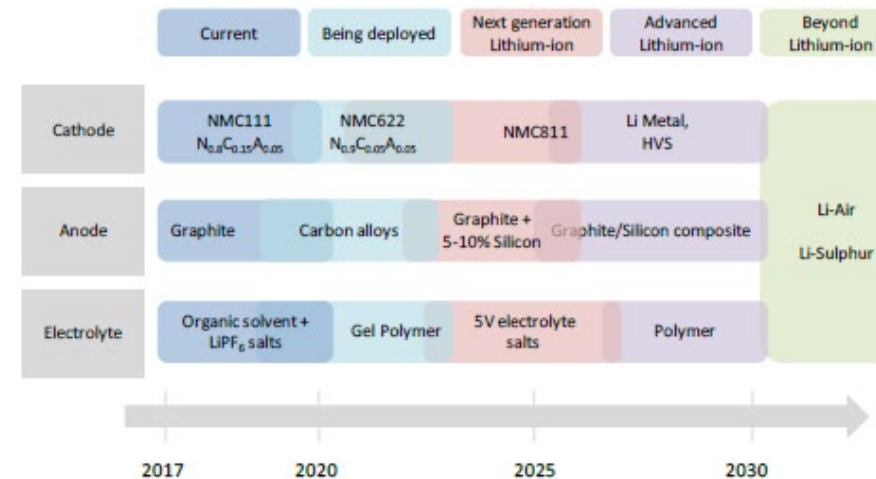 Current
Being deployed
Next generation
Lithium-ion
Advanced
Lithium-ion
Beyond
Lithium-ion
Cathode
NMC111
N₀.₈C₀.₁₅A₀.₀₅
NMC622
N₀.₉C₀.₀₅A₀.₀₅
NMC811
Li Metal,
HVS
Anode
Graphite
Carbon alloys
Graphite +
5-10% Silicon
Graphite/Silicon composite
Li-Air
Li-Sulphur
Electrolyte
Organic solvent +
LiPF₆ salts
Gel Polymer
5V electrolyte
salts
Polymer
2017
2020
2025
2030